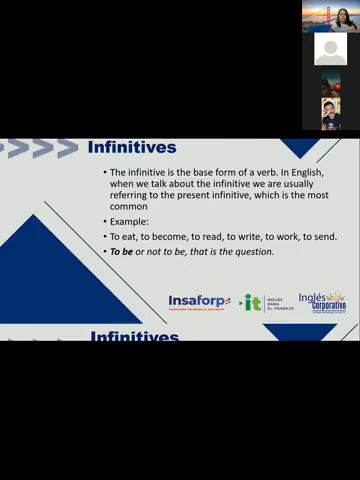 Infinitives
• The infinitive is the base form of a verb. In English,
when we talk about the infinitive we are usually
referring to the present infinitive, which is the most
common
• Example:
• To eat, to become, to read, to write, to work, to send.
• To be or not to be, that is the question.
Insaforp
it
INGLÉS
PARA
EL TRABAJO
Inglés
corporativo
Infinitives